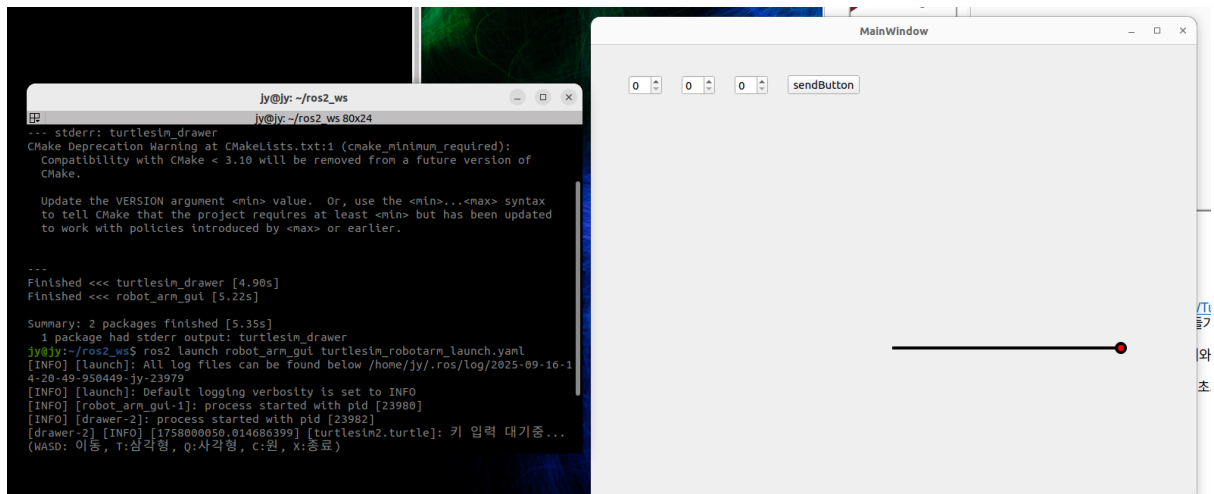 jy@jy: ~/ros2_ws
jy@jy: ~/ros2_ws 80x24
--- stderr: turtlesim_drawer
CMake Deprecation Warning at CMakeLists.txt:1 (cmake_minimum_required):
  Compatibility with CMake < 3.10 will be removed from a future version of
  CMake.
  Update the VERSION argument <min> value.  Or, use the <min>...<max> syntax
  to tell CMake that the project requires at least <min> but has been updated
  to work with policies introduced by <max> or earlier.
---
Finished <<< turtlesim_drawer [4.90s]
Finished <<< robot_arm_gui [5.22s]
Summary: 2 packages finished [5.35s]
  1 package had stderr output: turtlesim_drawer
jy@jy:~/ros2_ws$ ros2 launch robot_arm_gui turtlesim_robotarm_launch.yaml
[INFO] [launch]: All log files can be found below /home/jy/.ros/log/2025-09-16-1
4-20-49-950449-jy-23979
[INFO] [launch]: Default logging verbosity is set to INFO
[INFO] [robot_arm_gui-1]: process started with pid [23980]
[INFO] [drawer-2]: process started with pid [23982]
[drawer-2] [INFO] [1758000050.014686399] [turtlesim2.turtle]: 키 입력 대기중...
(WASD: 이동, T:삼각형, Q:사각형, C:원, X:종료)
MainWindow
0 0 0 sendButton